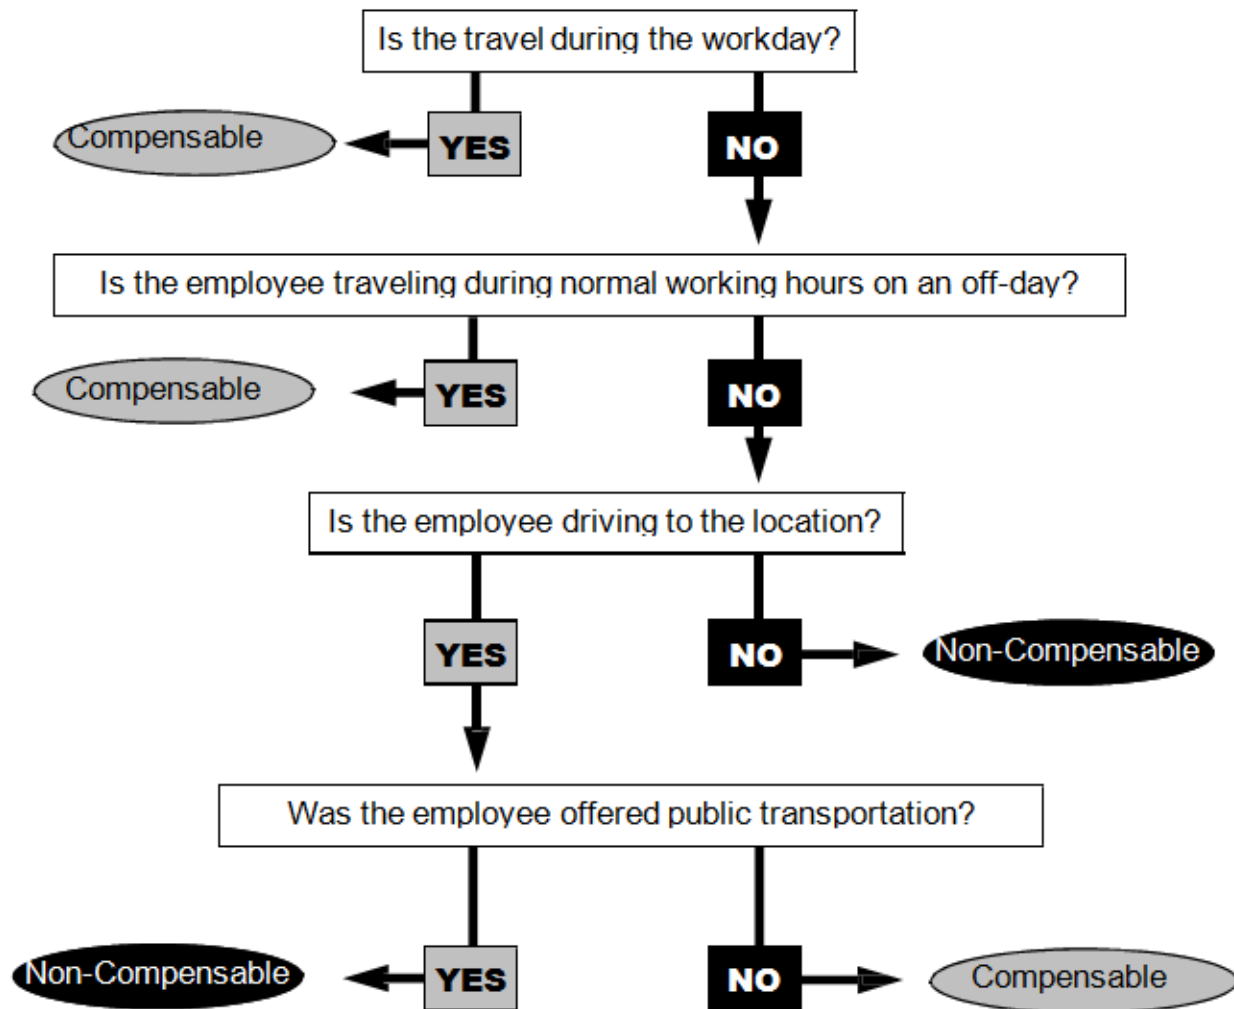 Is the travel during the workday?
Compensable
YES
NO
Is the employee traveling during normal working hours on an off-day?
Compensable
YES
NO
Is the employee driving to the location?
YES
NO
Non-Compensable
Was the employee offered public transportation?
Non-Compensable
YES
NO
Compensable